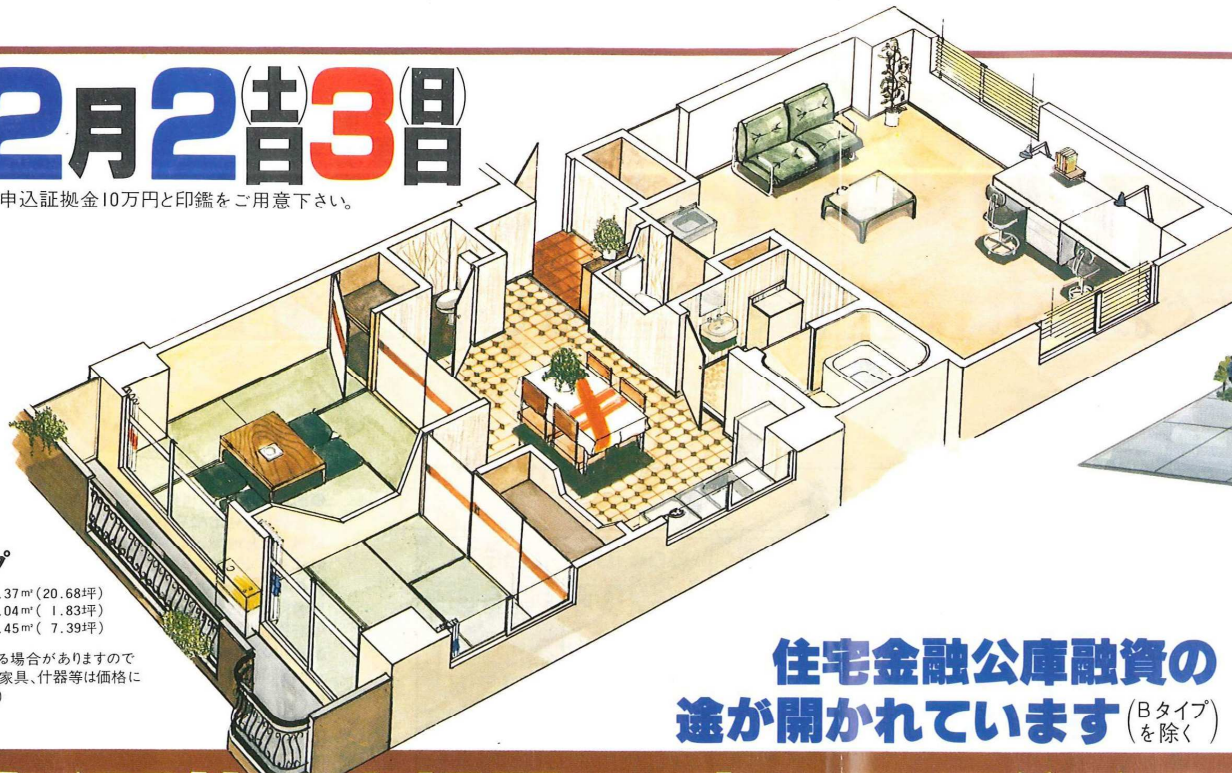 2月2(土曰)3(日曰)
申込証拠金10万円と印鑑をご用意下さい。
プ
.37㎡(20.68坪)
.04㎡( 1.83坪)
.45㎡( 7.39坪)
る場合がありますので
家具、什器等は価格に
)
住宅金融公庫融資の
途が開かれています(Bタイプを除く)